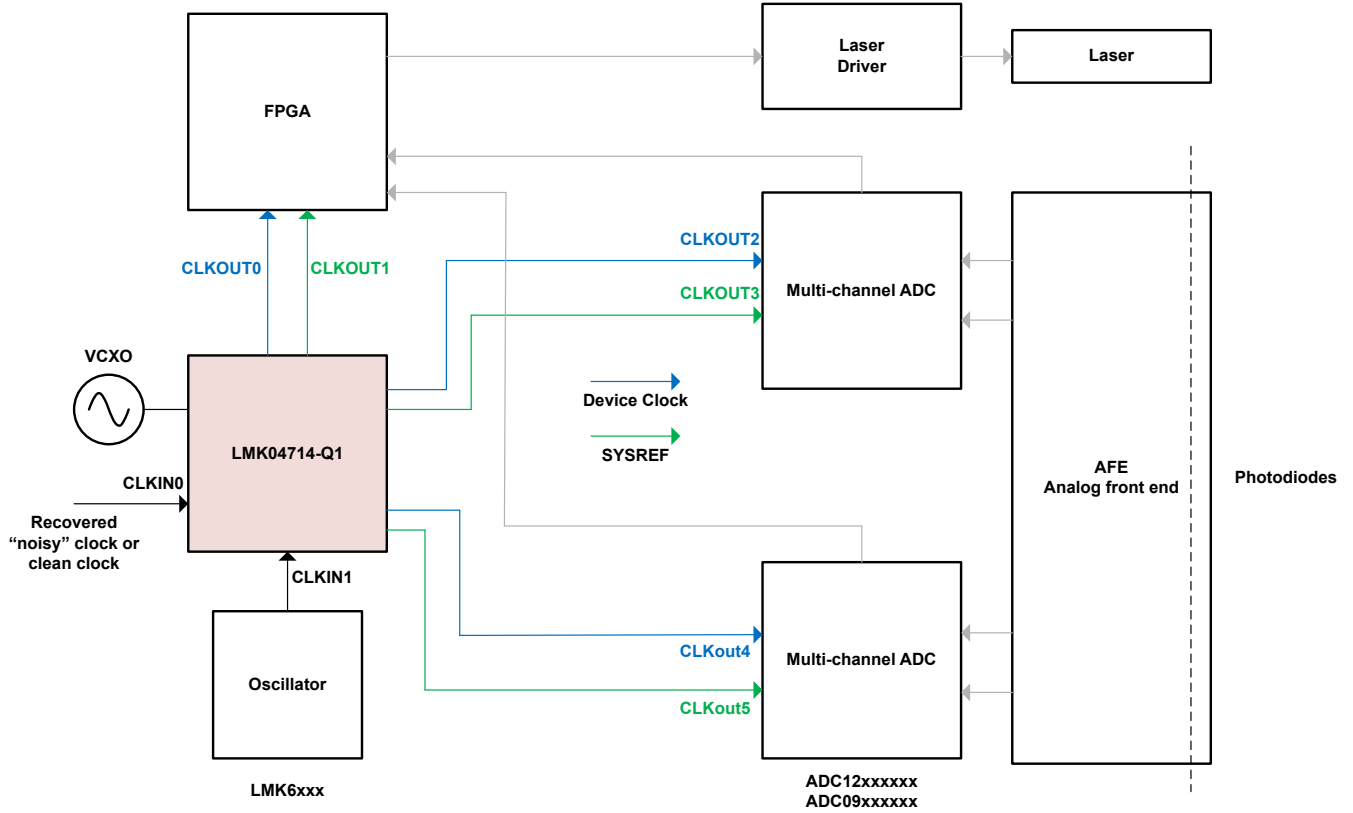 Laser
Driver
Laser
FPGA
CLKOUT0
CLKOUT1
CLKOUT2
CLKOUT3
Multi-channel ADC
VCXO
Device Clock
SYSREF
LMK04714-Q1
CLKIN0
Recovered
“noisy” clock or
clean clock
CLKIN1
AFE
Analog front end
Photodiodes
Oscillator
CLKout4
CLKout5
Multi-channel ADC
LMK6xxx
ADC12xxxxxx
ADC09xxxxxx